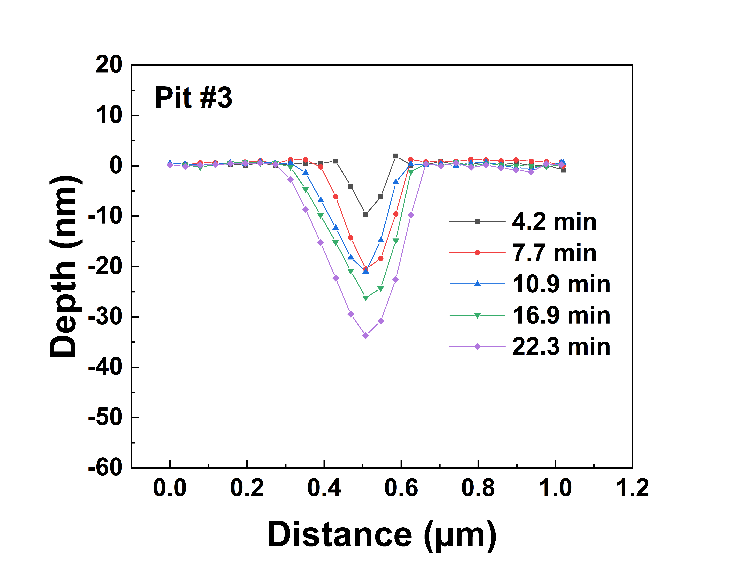 20
Pit #3
10
0
-10
-20
-30
-40
-50
-60
Depth (nm)
4.2 min
7.7 min
10.9 min
16.9 min
22.3 min
0.0 0.2 0.4 0.6 0.8 1.0 1.2
Distance (μm)